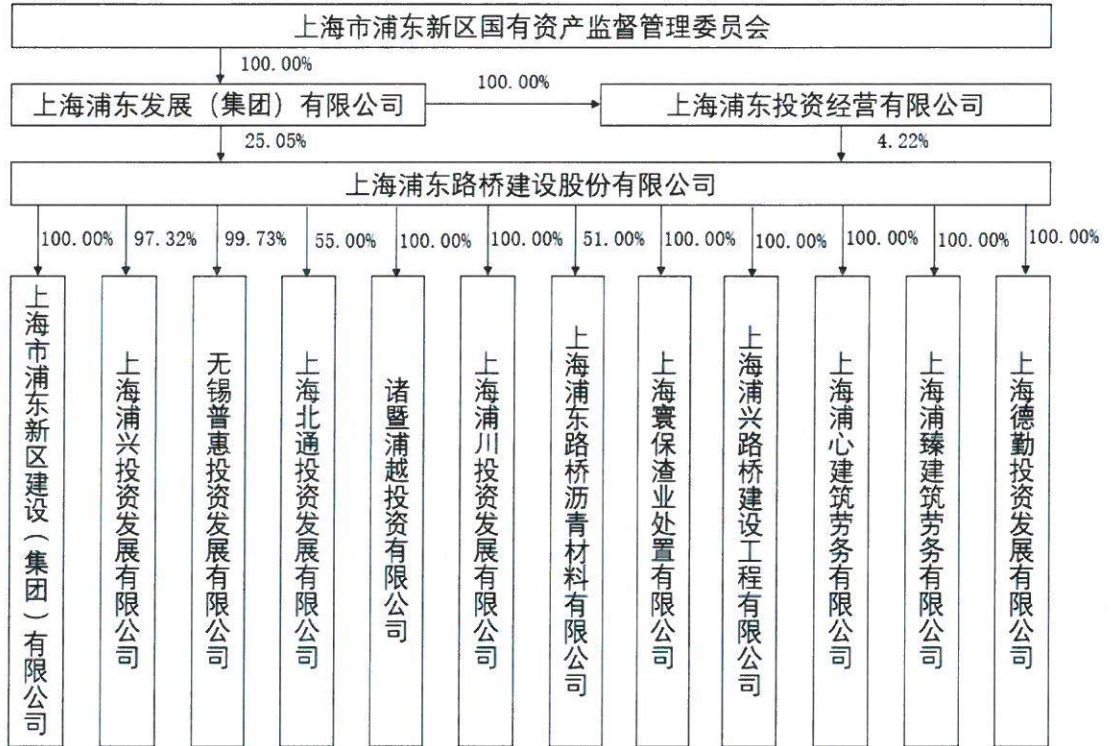 上海市浦东新区国有资产监督管理委员会
100.00%
100.00%
上海浦东发展（集团）有限公司
上海浦东投资经营有限公司
25.05%
4.22%
上海浦东路桥建设股份有限公司
100.00%
97.32%
99.73%
55.00%
100.00%
100.00%
51.00%
100.00%
100.00%
100.00%
100.00%
100.00%
上海市浦东新区建设（集团）有限公司
上海浦兴投资发展有限公司
无锡普惠投资发展有限公司
上海北通投资发展有限公司
诸暨浦越投资有限公司
上海浦川投资发展有限公司
上海浦东路桥沥青材料有限公司
上海寰保渣业处置有限公司
上海浦兴路桥建设工程有限公司
上海浦心建筑劳务有限公司
上海浦臻建筑劳务有限公司
上海德勤投资发展有限公司